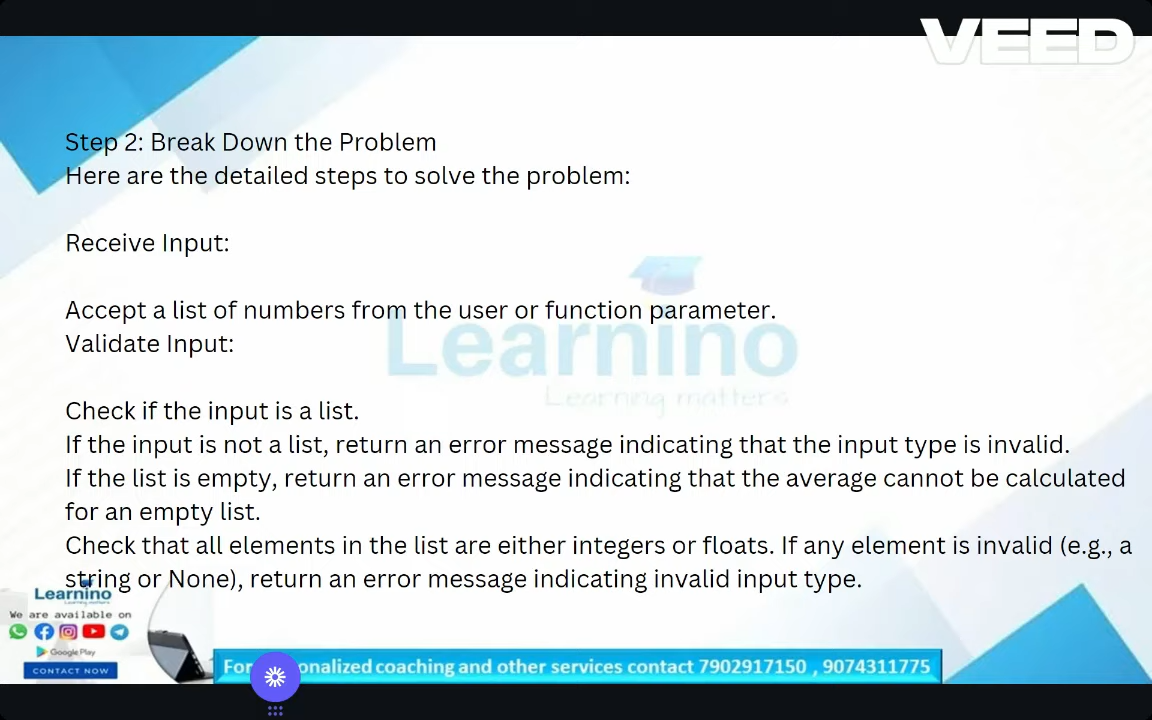 VEED
Step 2: Break Down the Problem
Here are the detailed steps to solve the problem:
Receive Input:
Accept a list of numbers from the user or function parameter.
Validate Input:
Learnino
Learning matters
Check if the input is a list.
If the input is not a list, return an error message indicating that the input type is invalid.
If the list is empty, return an error message indicating that the average cannot be calculated
for an empty list.
Check that all elements in the list are either integers or floats. If any element is invalid (e.g., a
string or None), return an error message indicating invalid input type.
Learnino
We are available on
Google Play
CONTACT NOW
For onalized coaching and other services contact 7902917150 , 9074311775